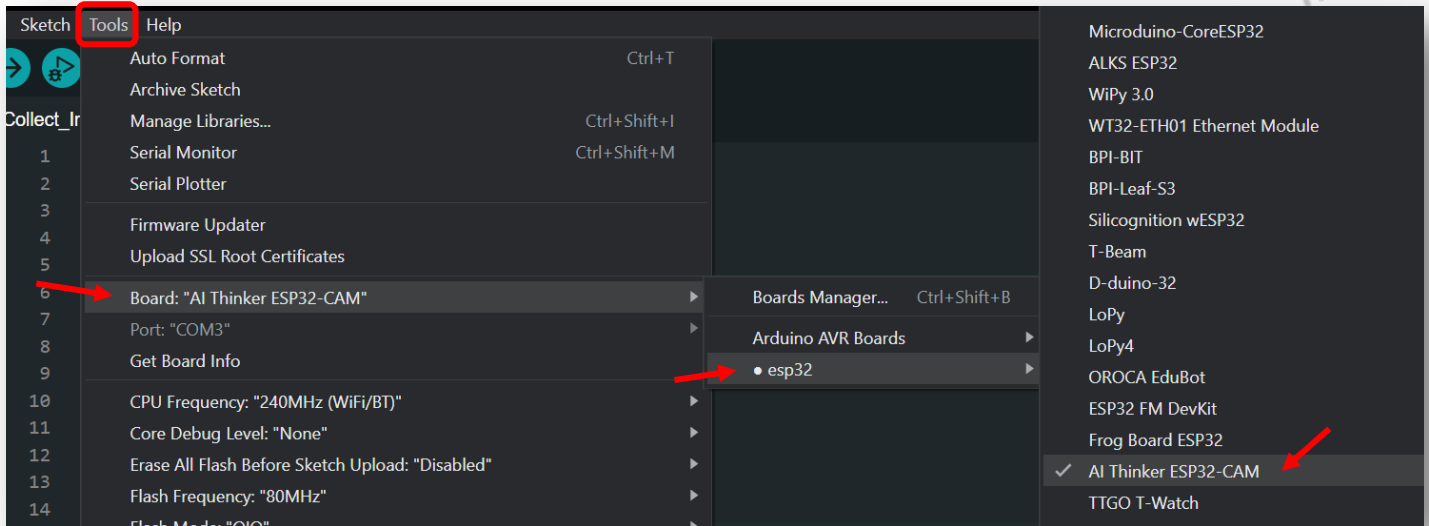 Sketch Tools Help
Auto Format Ctrl+T
Archive Sketch
Manage Libraries... Ctrl+Shift+I
Serial Monitor Ctrl+Shift+M
Serial Plotter
Firmware Updater
Upload SSL Root Certificates
Board: "AI Thinker ESP32-CAM"
Port: "COM3"
Get Board Info
CPU Frequency: "240MHz (WiFi/BT)"
Core Debug Level: "None"
Erase All Flash Before Sketch Upload: "Disabled"
Flash Frequency: "80MHz"
Flash Mode: "QIO"
Collect_In
1
2
3
4
5
6
7
8
9
10
11
12
13
14
Boards Manager... Ctrl+Shift+B
Arduino AVR Boards
● esp32
Microduino-CoreESP32
ALKS ESP32
WiPy 3.0
WT32-ETH01 Ethernet Module
BPI-BIT
BPI-Leaf-S3
Silicognition wESP32
T-Beam
D-duino-32
LoPy
LoPy4
OROCA EduBot
ESP32 FM DevKit
Frog Board ESP32
✓ AI Thinker ESP32-CAM
TTGO T-Watch